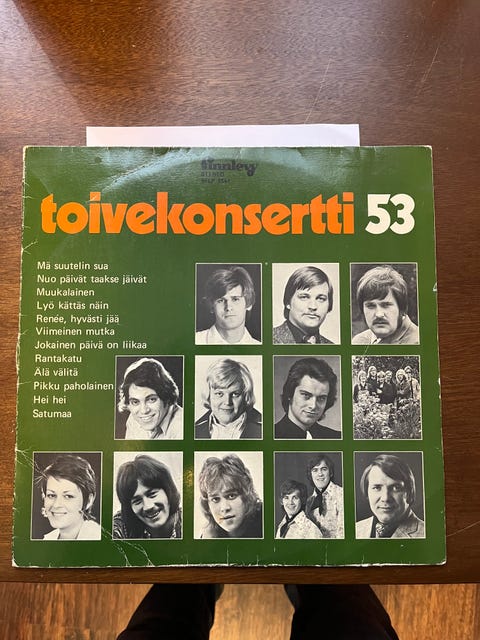 finnlevy
STEREO
toivekonsertti 53
Mä suutelin sua
Nuo päivät taakse jäivät
Muukalainen
Lyö kättäs näin
Renée, hyvästi jää
Viimeinen mutka
Jokainen päivä on liikaa
Rantakatu
Älä välitä
Pikku paholainen
Hei hei
Satumaa